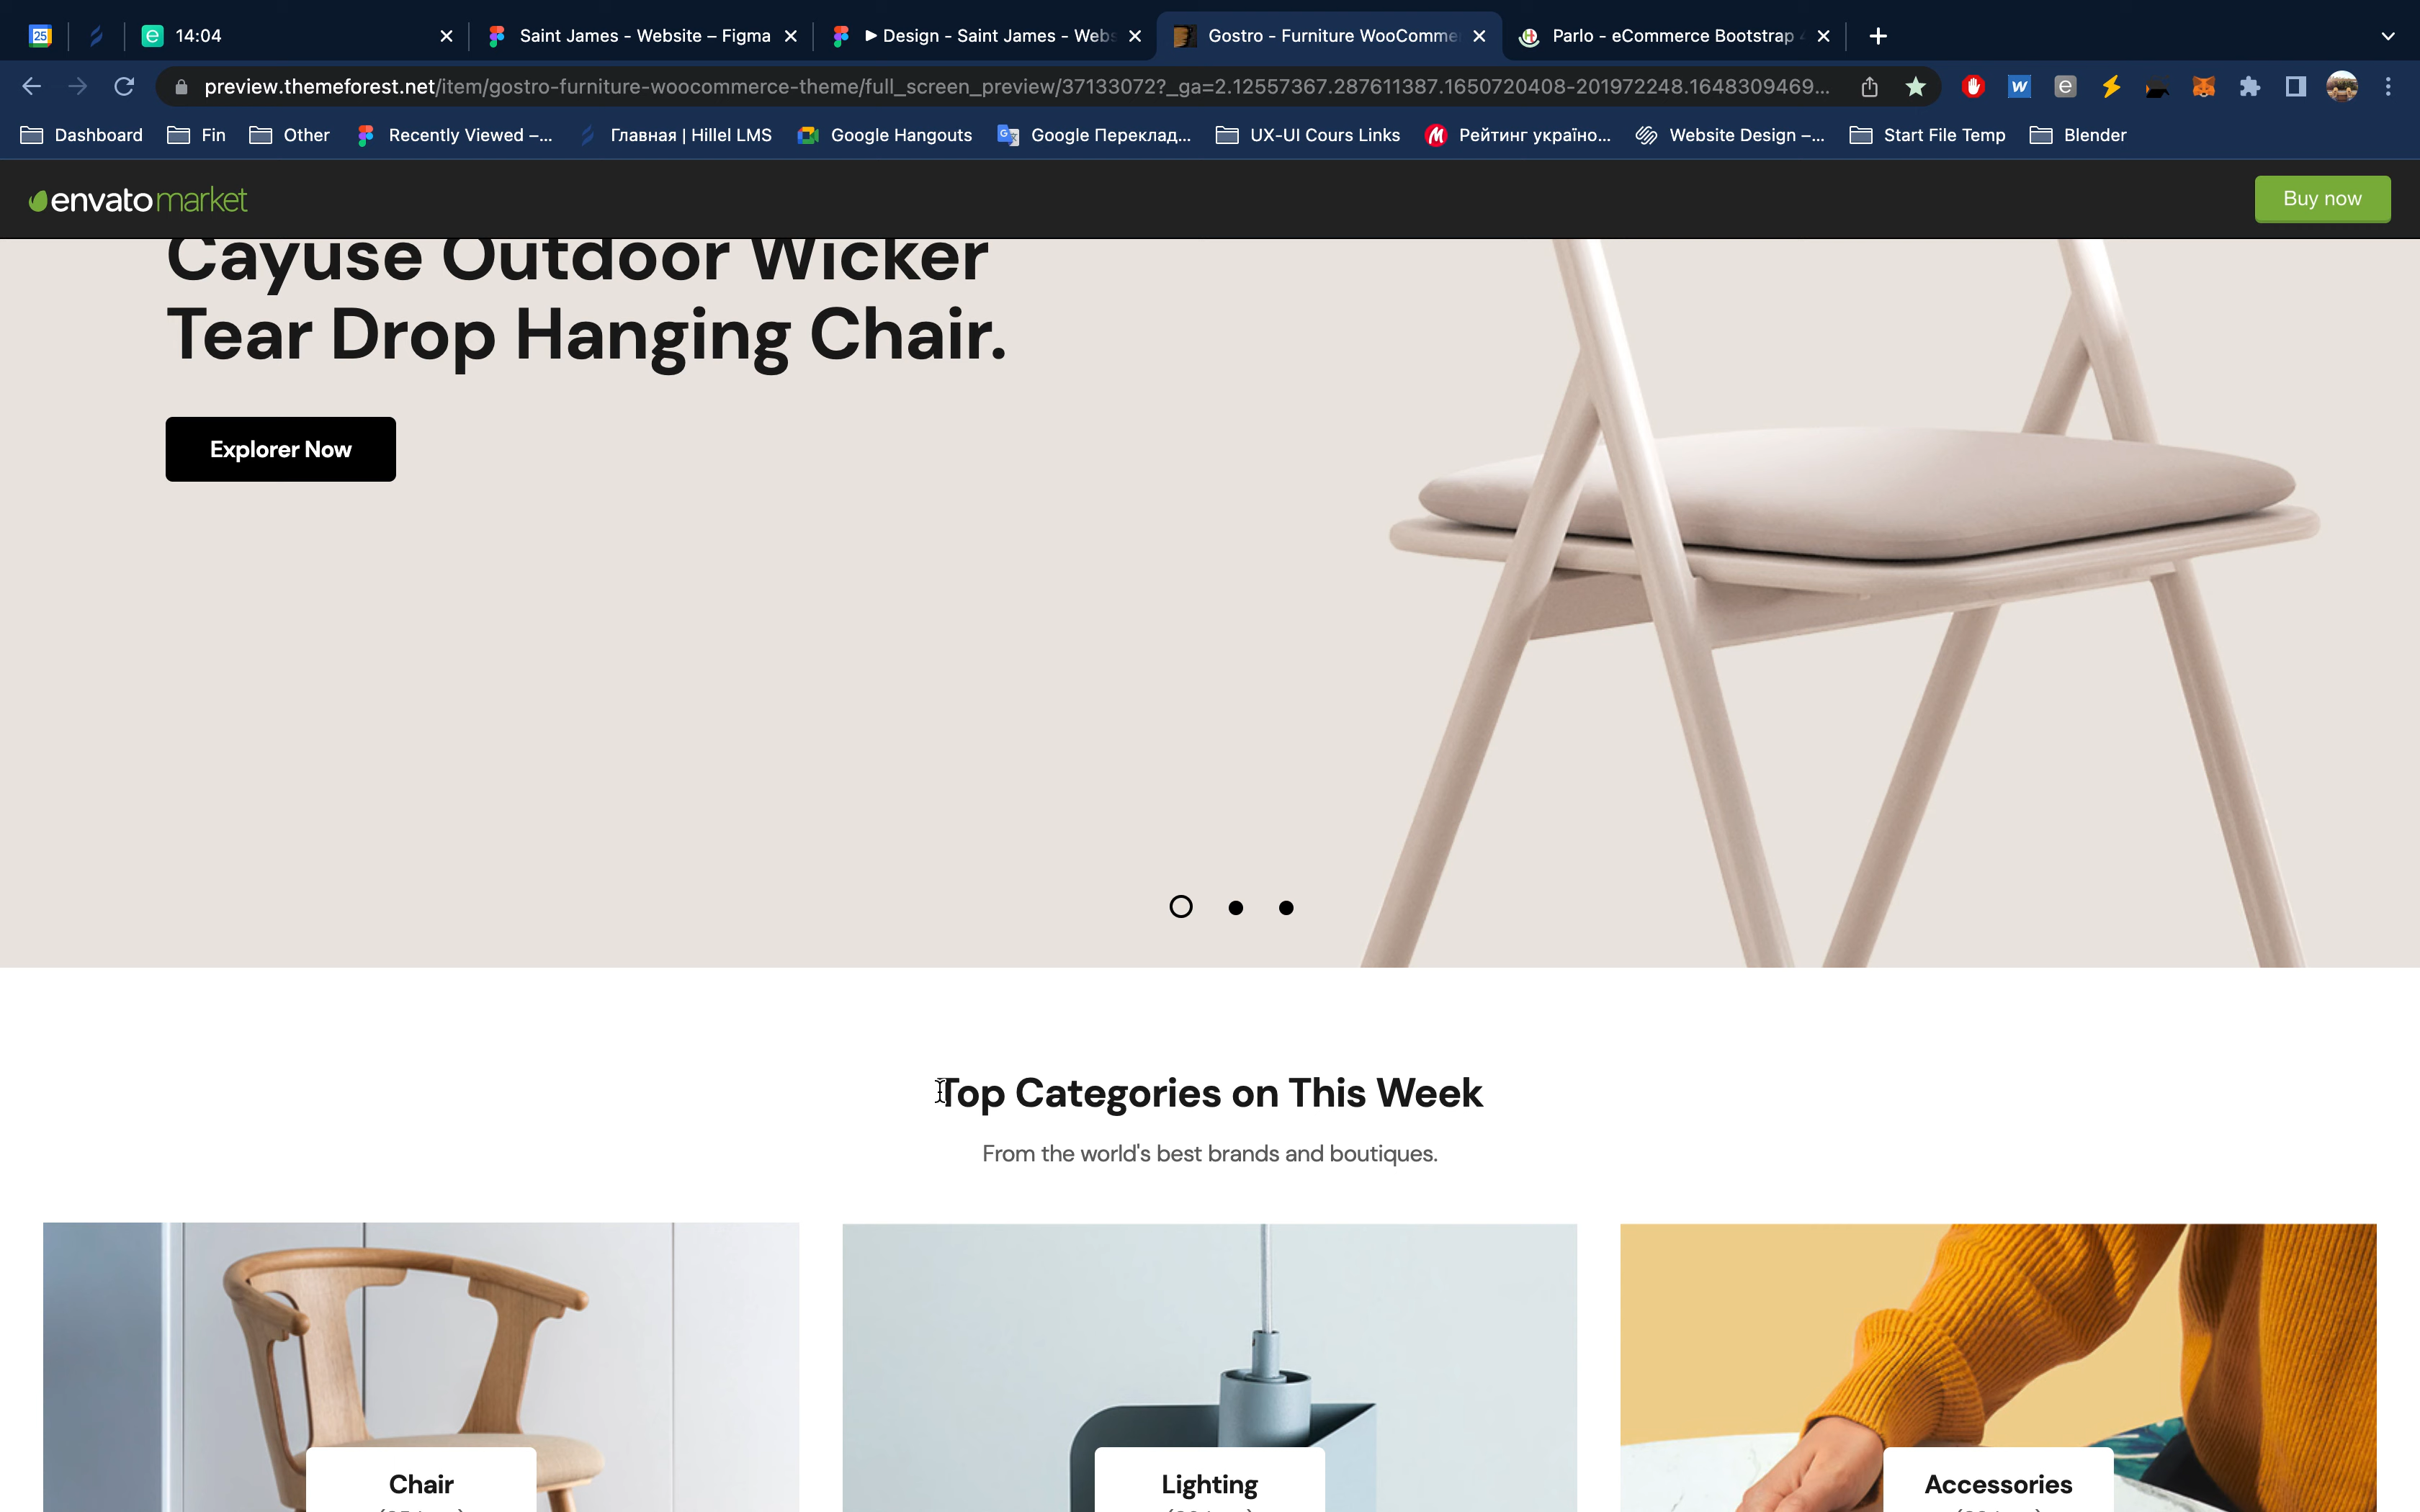 25
14:04
Saint James - Website – Figma
Design - Saint James - Webs
Gostro - Furniture WooComme
Parlo - eCommerce Bootstrap
preview.themeforest.net/item/gostro-furniture-woocommerce-theme/full_screen_preview/37133072?_ga=2.12557367.287611387.1650720408-201972248.1648309469...
Dashboard
Fin
Other
Recently Viewed –...
Главная | Hillel LMS
Google Hangouts
Google Переклад...
UX-UI Cours Links
Рейтинг україно...
Website Design –...
Start File Temp
Blender
envatomarket
Buy now
Cayuse Outdoor Wicker
Tear Drop Hanging Chair.
Explorer Now
Top Categories on This Week
From the world's best brands and boutiques.
Chair
Lighting
Accessories